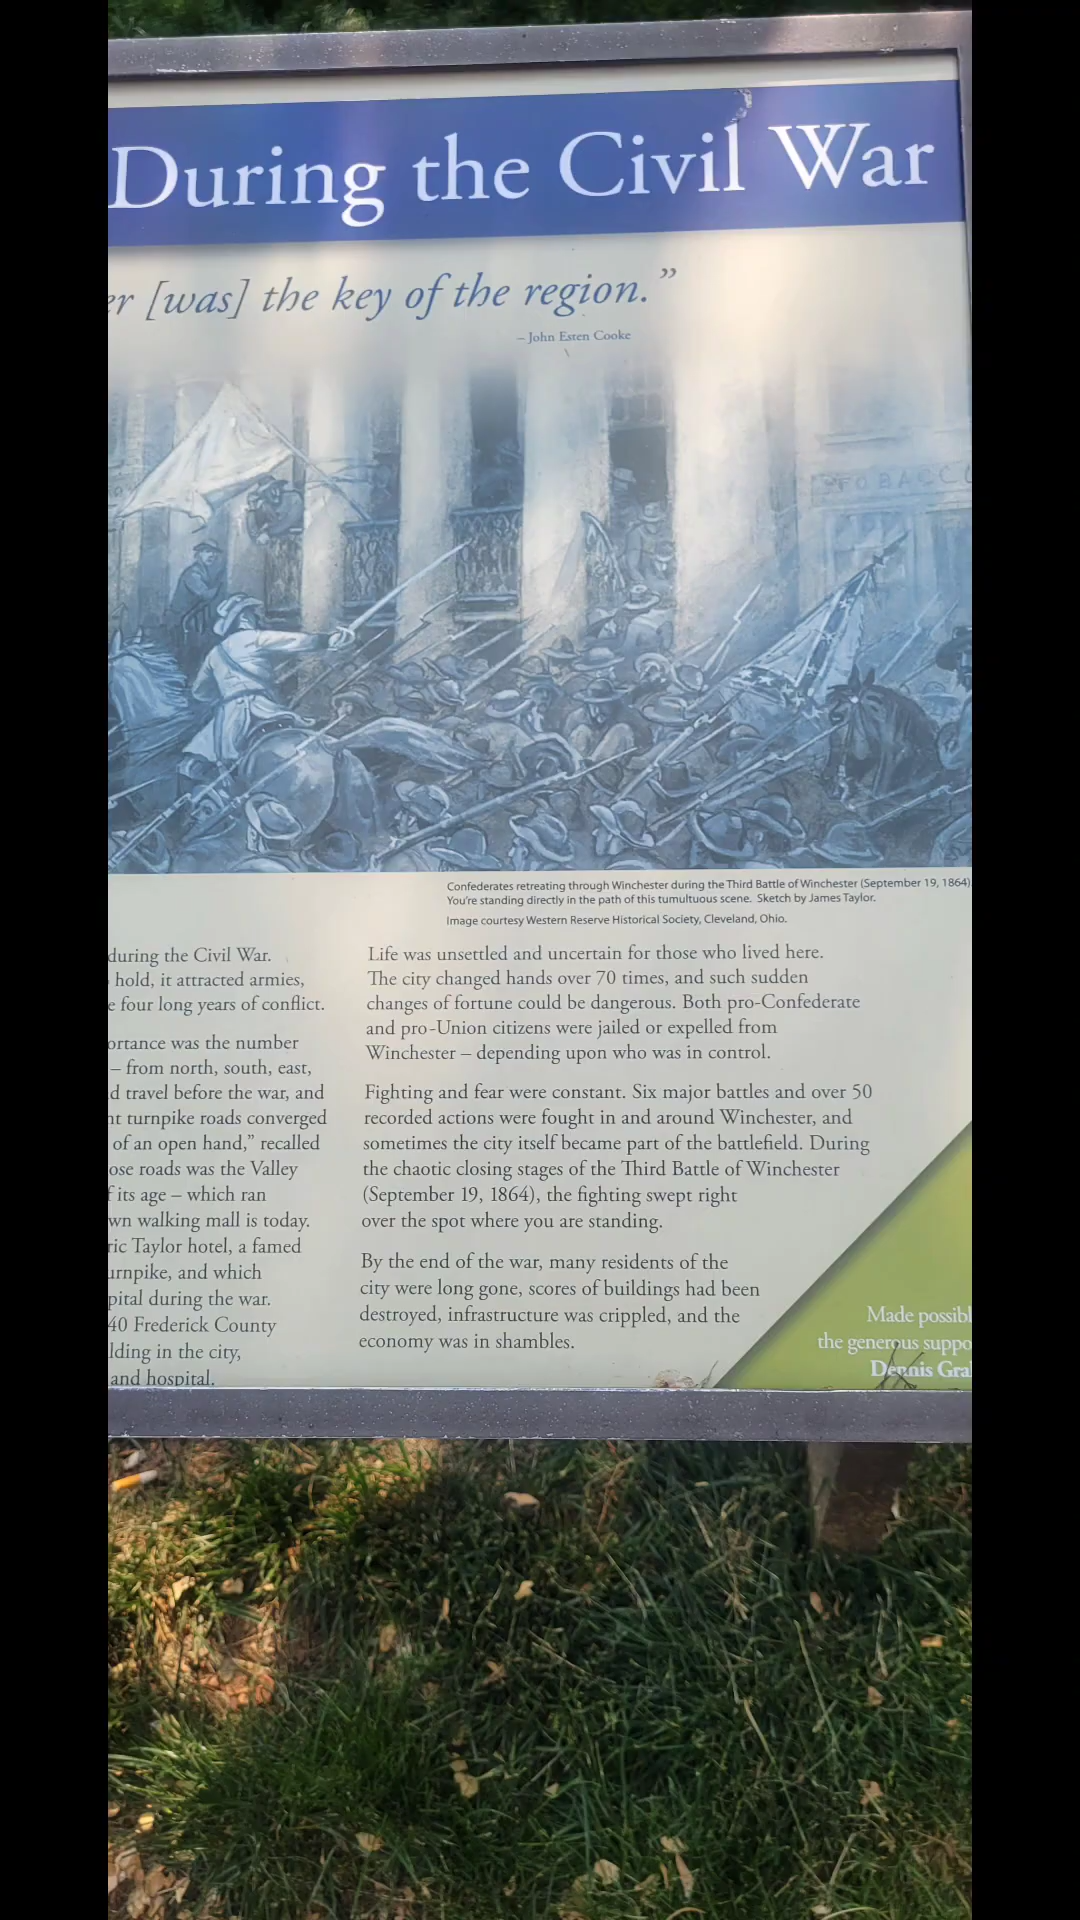 During the Civil War
er [was] the key of the region.”
– John Esten Cooke
TOBACCO
Confederates retreating through Winchester during the Third Battle of Winchester (September 19, 1864)
You’re standing directly in the path of this tumultuous scene. Sketch by James Taylor.
Image courtesy Western Reserve Historical Society, Cleveland, Ohio.
during the Civil War.
hold, it attracted armies,
e four long years of conflict.
ortance was the number
– from north, south, east,
d travel before the war, and
nt turnpike roads converged
of an open hand,” recalled
ose roads was the Valley
f its age – which ran
wn walking mall is today.
ric Taylor hotel, a famed
urnpike, and which
pital during the war.
40 Frederick County
lding in the city,
and hospital.
Life was unsettled and uncertain for those who lived here.
The city changed hands over 70 times, and such sudden
changes of fortune could be dangerous. Both pro-Confederate
and pro-Union citizens were jailed or expelled from
Winchester – depending upon who was in control.
Fighting and fear were constant. Six major battles and over 50
recorded actions were fought in and around Winchester, and
sometimes the city itself became part of the battlefield. During
the chaotic closing stages of the Third Battle of Winchester
(September 19, 1864), the fighting swept right
over the spot where you are standing.
By the end of the war, many residents of the
city were long gone, scores of buildings had been
destroyed, infrastructure was crippled, and the
economy was in shambles.
Made possibl
the generous suppo
Dennis Gra